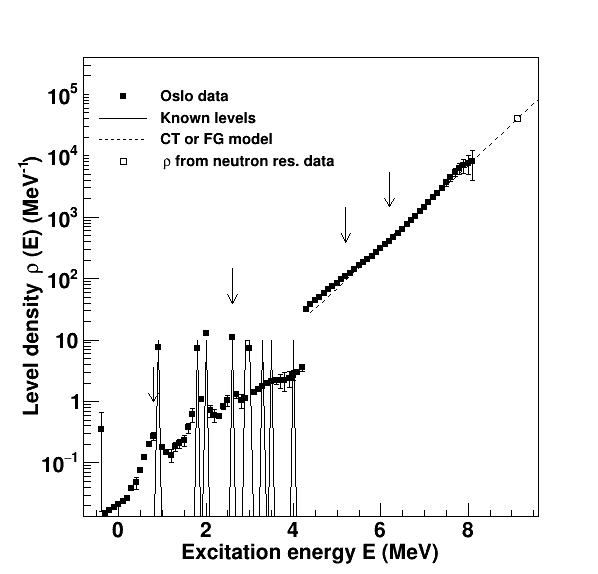 Oslo data
Known levels
CT or FG model
ρ from neutron res. data
Level density ρ (E) (MeV⁻¹)
10⁵
10⁴
10³
10²
10
1
10⁻¹
0 2 4 6 8
Excitation energy E (MeV)